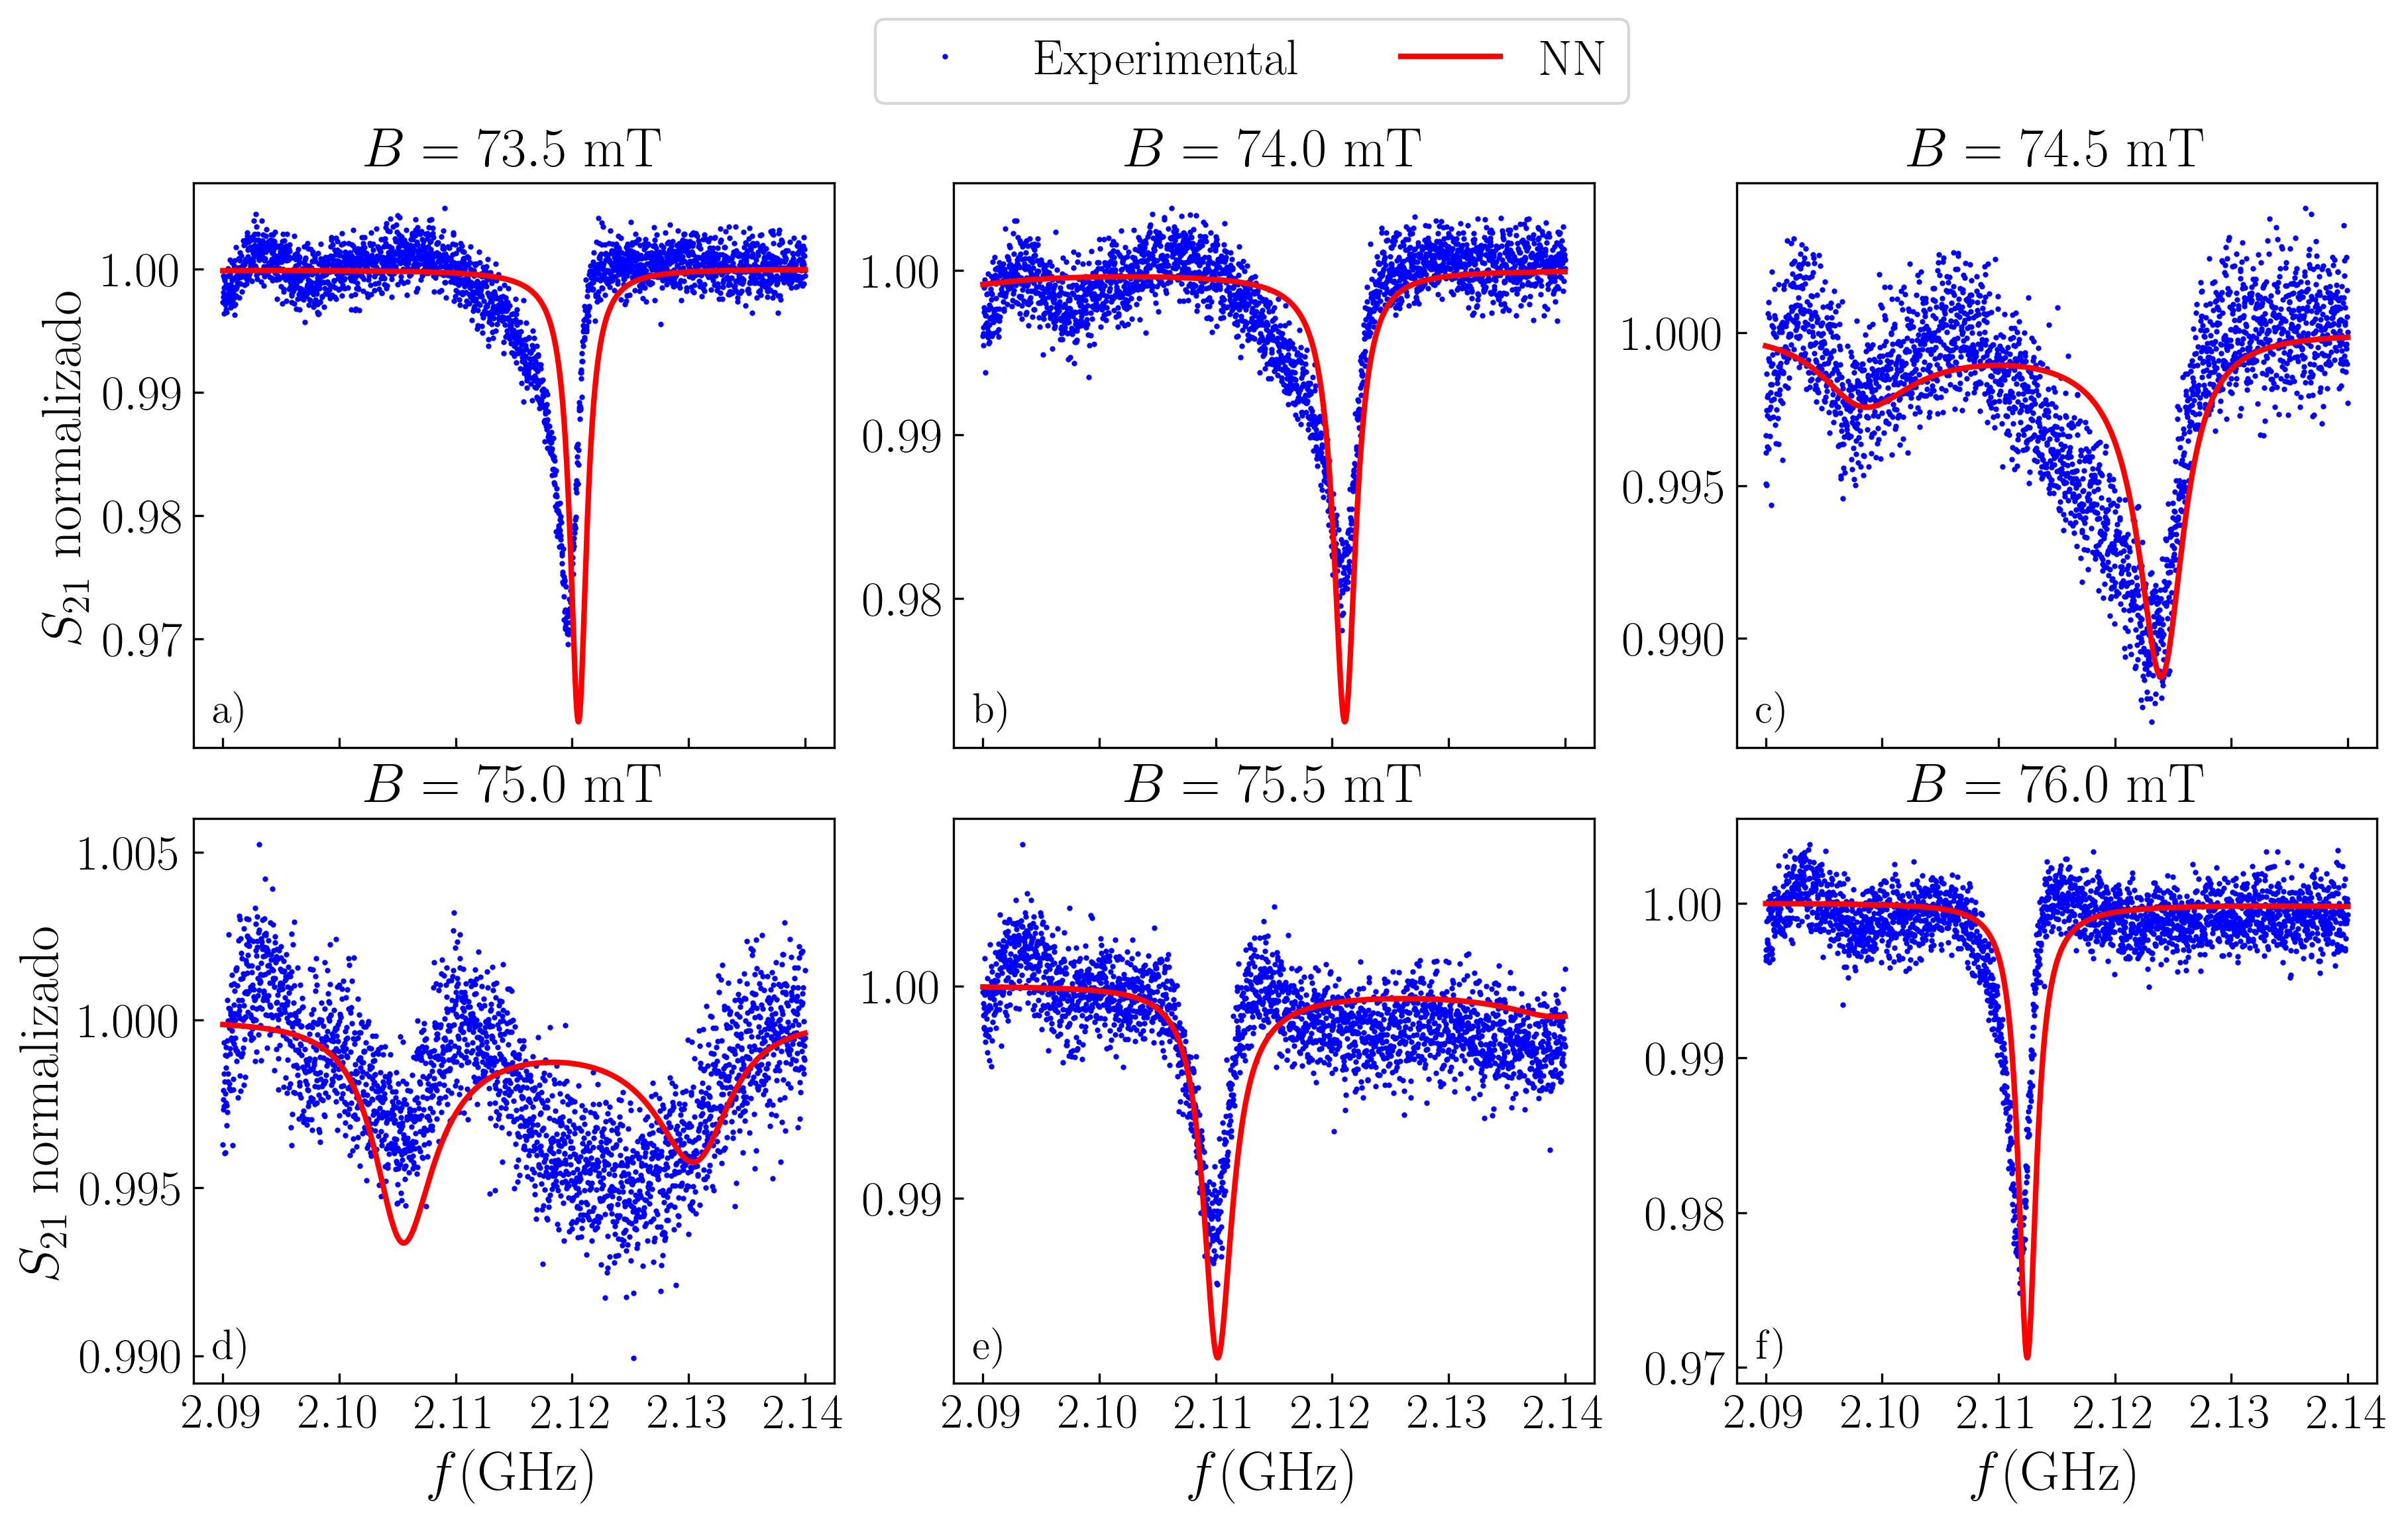 Experimental NN
B = 73.5 mT
B = 74.0 mT
B = 74.5 mT
S21 normalizado
1.00
0.99
0.98
0.97
a)
1.00
0.99
0.98
b)
1.000
0.995
0.990
c)
B = 75.0 mT
B = 75.5 mT
B = 76.0 mT
S21 normalizado
1.005
1.000
0.995
0.990
d)
1.00
0.99
e)
1.00
0.99
0.98
0.97
f)
2.09 2.10 2.11 2.12 2.13 2.14
2.09 2.10 2.11 2.12 2.13 2.14
2.09 2.10 2.11 2.12 2.13 2.14
f(GHz)
f(GHz)
f(GHz)